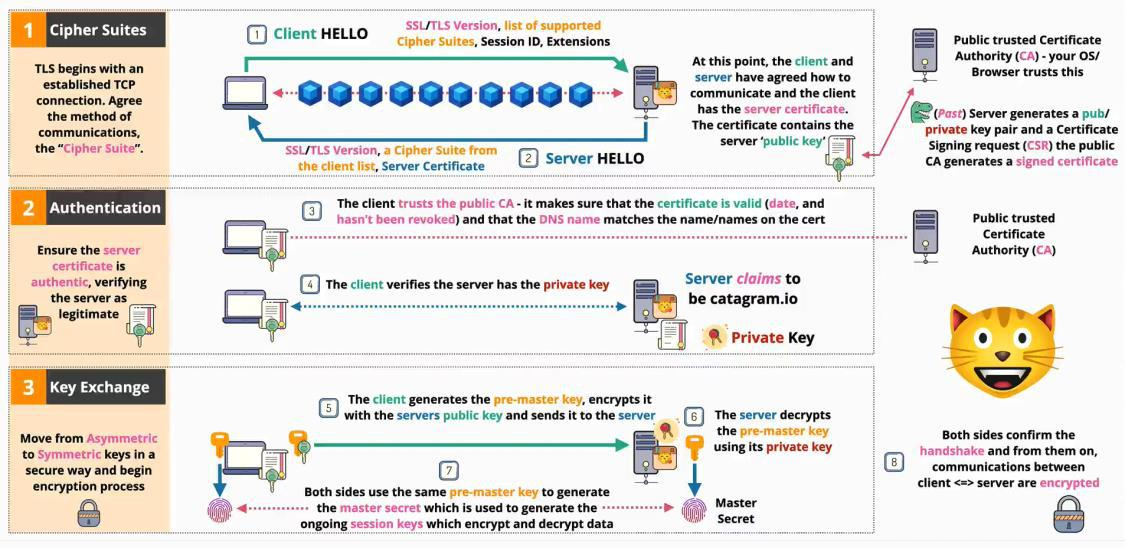 1 Cipher Suites
TLS begins with an
established TCP
connection. Agree
the method of
communications,
the “Cipher Suite”.
1 Client HELLO
SSL/TLS Version, list of supported
Cipher Suites, Session ID, Extensions
SSL/TLS Version, a Cipher Suite from
the client list, Server Certificate
2 Server HELLO
At this point, the client and
server have agreed how to
communicate and the client
has the server certificate.
The certificate contains the
server ‘public key’
Public trusted Certificate
Authority (CA) - your OS/
Browser trusts this
(Past) Server generates a pub/
private key pair and a Certificate
Signing request (CSR) the public
CA generates a signed certificate
2 Authentication
Ensure the server
certificate is
authentic, verifying
the server as
legitimate
3 The client trusts the public CA - it makes sure that the certificate is valid (date, and
hasn’t been revoked) and that the DNS name matches the name/names on the cert
Public trusted
Certificate
Authority (CA)
4 The client verifies the server has the private key
Server claims to
be catagram.io
Private Key
3 Key Exchange
Move from Asymmetric
to Symmetric keys in a
secure way and begin
encryption process
5 The client generates the pre-master key, encrypts it
with the servers public key and sends it to the server
6 The server decrypts
the pre-master key
using its private key
7
Both sides use the same pre-master key to generate
the master secret which is used to generate the
ongoing session keys which encrypt and decrypt data
Master
Secret
8 Both sides confirm the
handshake and from them on,
communications between
client <=> server are encrypted